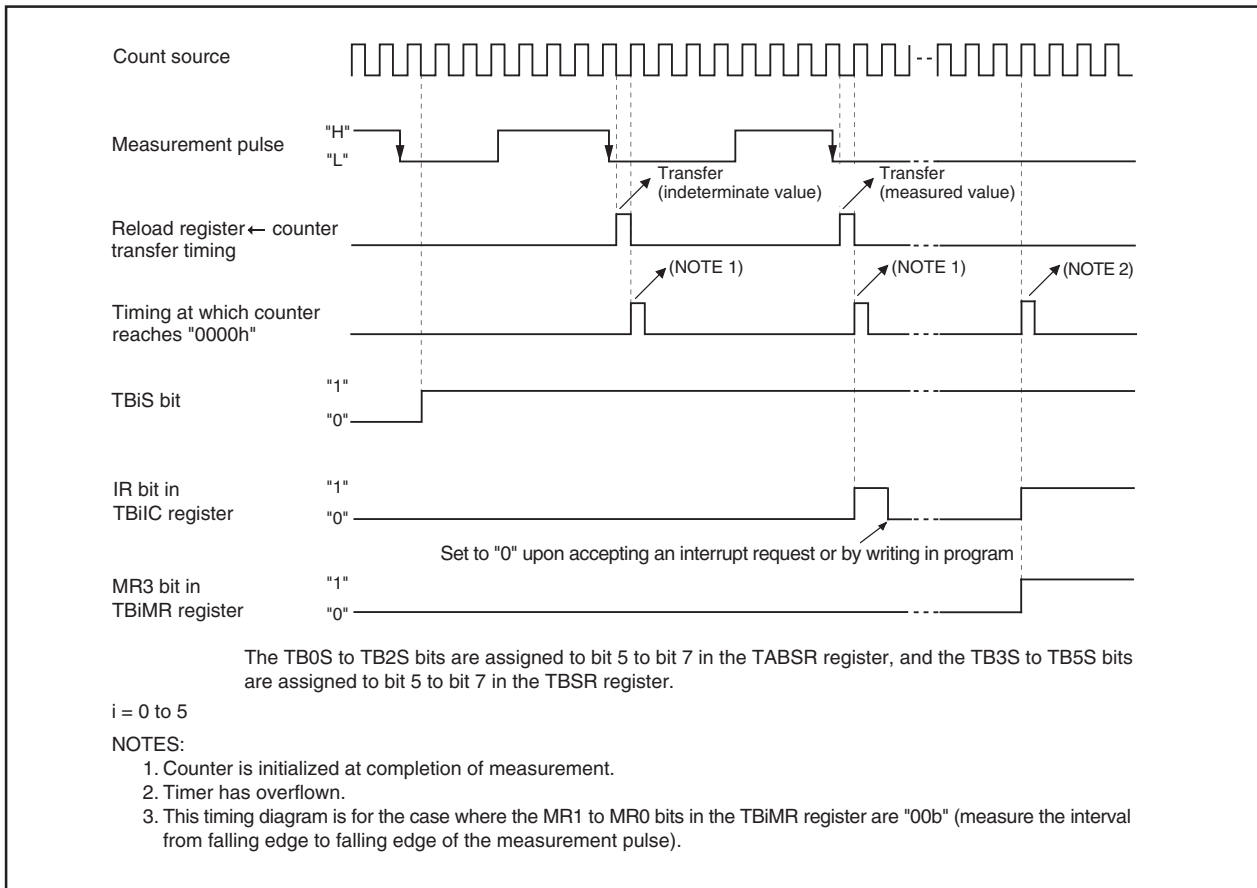 Count source
Measurement pulse
"H"
"L"
Transfer
(indeterminate value)
Transfer
(measured value)
Reload register ← counter
transfer timing
(NOTE 1)
(NOTE 1)
(NOTE 2)
Timing at which counter
reaches "0000h"
TBiS bit
"1"
"0"
IR bit in
TBiIC register
"1"
"0"
Set to "0" upon accepting an interrupt request or by writing in program
MR3 bit in
TBiMR register
"1"
"0"
The TB0S to TB2S bits are assigned to bit 5 to bit 7 in the TABSR register, and the TB3S to TB5S bits
are assigned to bit 5 to bit 7 in the TBSR register.
i = 0 to 5
NOTES:
1. Counter is initialized at completion of measurement.
2. Timer has overflown.
3. This timing diagram is for the case where the MR1 to MR0 bits in the TBiMR register are "00b" (measure the interval
from falling edge to falling edge of the measurement pulse).